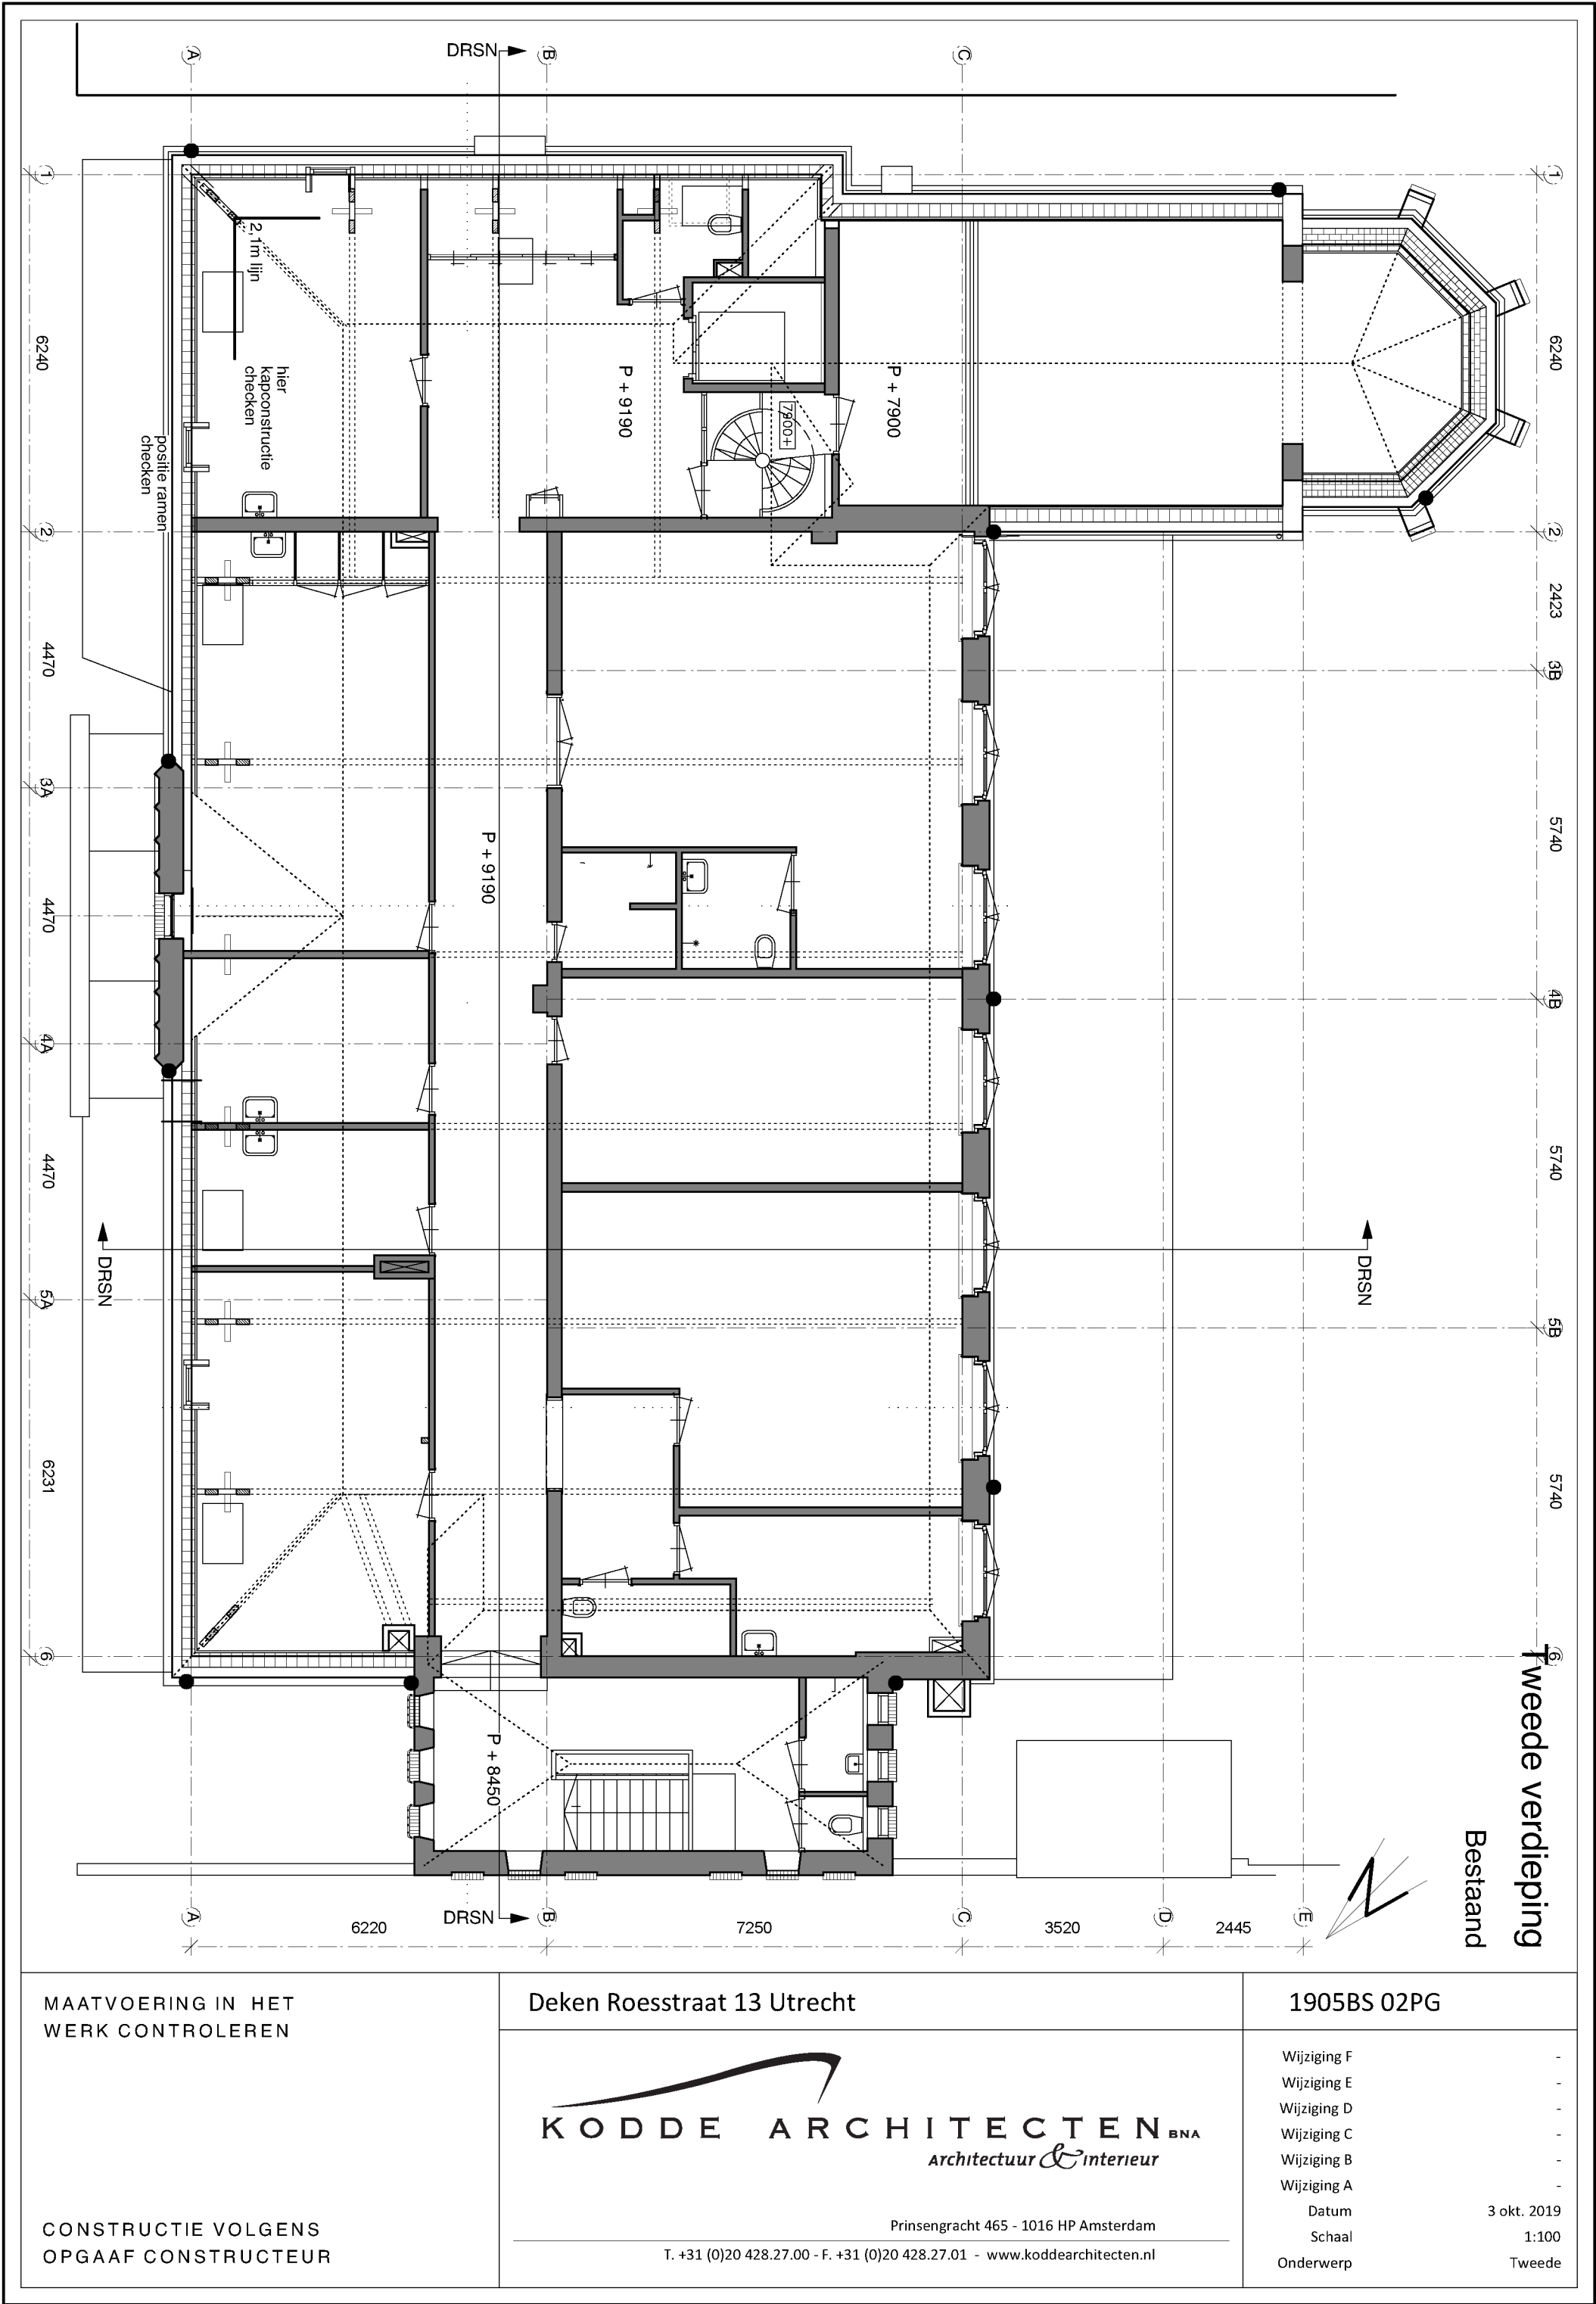 DRSN
A
B
C
1
1
2,1m lijn
6240
6240
hier
kapconstructie
checken
P + 9190
7900+
P + 7900
positie ramen
checken
2
2
2423
4470
3B
3A
5740
P + 9190
4470
4B
4A
4470
5740
DRSN
DRSN
5A
5B
6231
5740
6
6
Tweede verdieping
Bestaand
P + 8450
A
6220
DRSN
B
7250
C
3520
D
2445
E
MAATVOERING IN HET
WERK CONTROLEREN
CONSTRUCTIE VOLGENS
OPGAAF CONSTRUCTEUR
Deken Roesstraat 13 Utrecht
KODDE ARCHITECTEN BNA
Architectuur & Interieur
Prinsengracht 465 - 1016 HP Amsterdam
T. +31 (0)20 428.27.00 - F. +31 (0)20 428.27.01 - www.koddearchitecten.nl
1905BS 02PG
Wijziging F -
Wijziging E -
Wijziging D -
Wijziging C -
Wijziging B -
Wijziging A -
Datum 3 okt. 2019
Schaal 1:100
Onderwerp Tweede